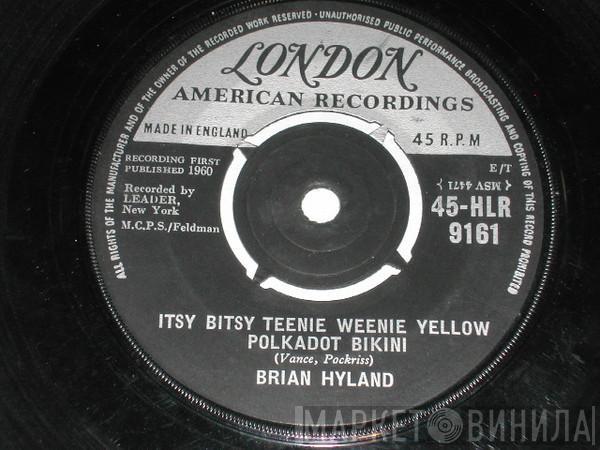 ALL RIGHTS OF THE MANUFACTURER AND OF THE OWNER OF THE RECORDED WORK RESERVED · UNAUTHORISED PUBLIC PERFORMANCE BROADCASTING AND COPYING OF THIS RECORD PROHIBITED
LONDON
AMERICAN RECORDINGS
MADE IN ENGLAND
45 R.P.M
RECORDING FIRST
PUBLISHED 1960
E/T
Recorded by
LEADER,
New York
MSV 4471
45-HLR
9161
M.C.P.S./Feldman
ITSY BITSY TEENIE WEENIE YELLOW
POLKADOT BIKINI
(Vance, Pockriss)
BRIAN HYLAND
МАРКЕТ ВИНИЛА